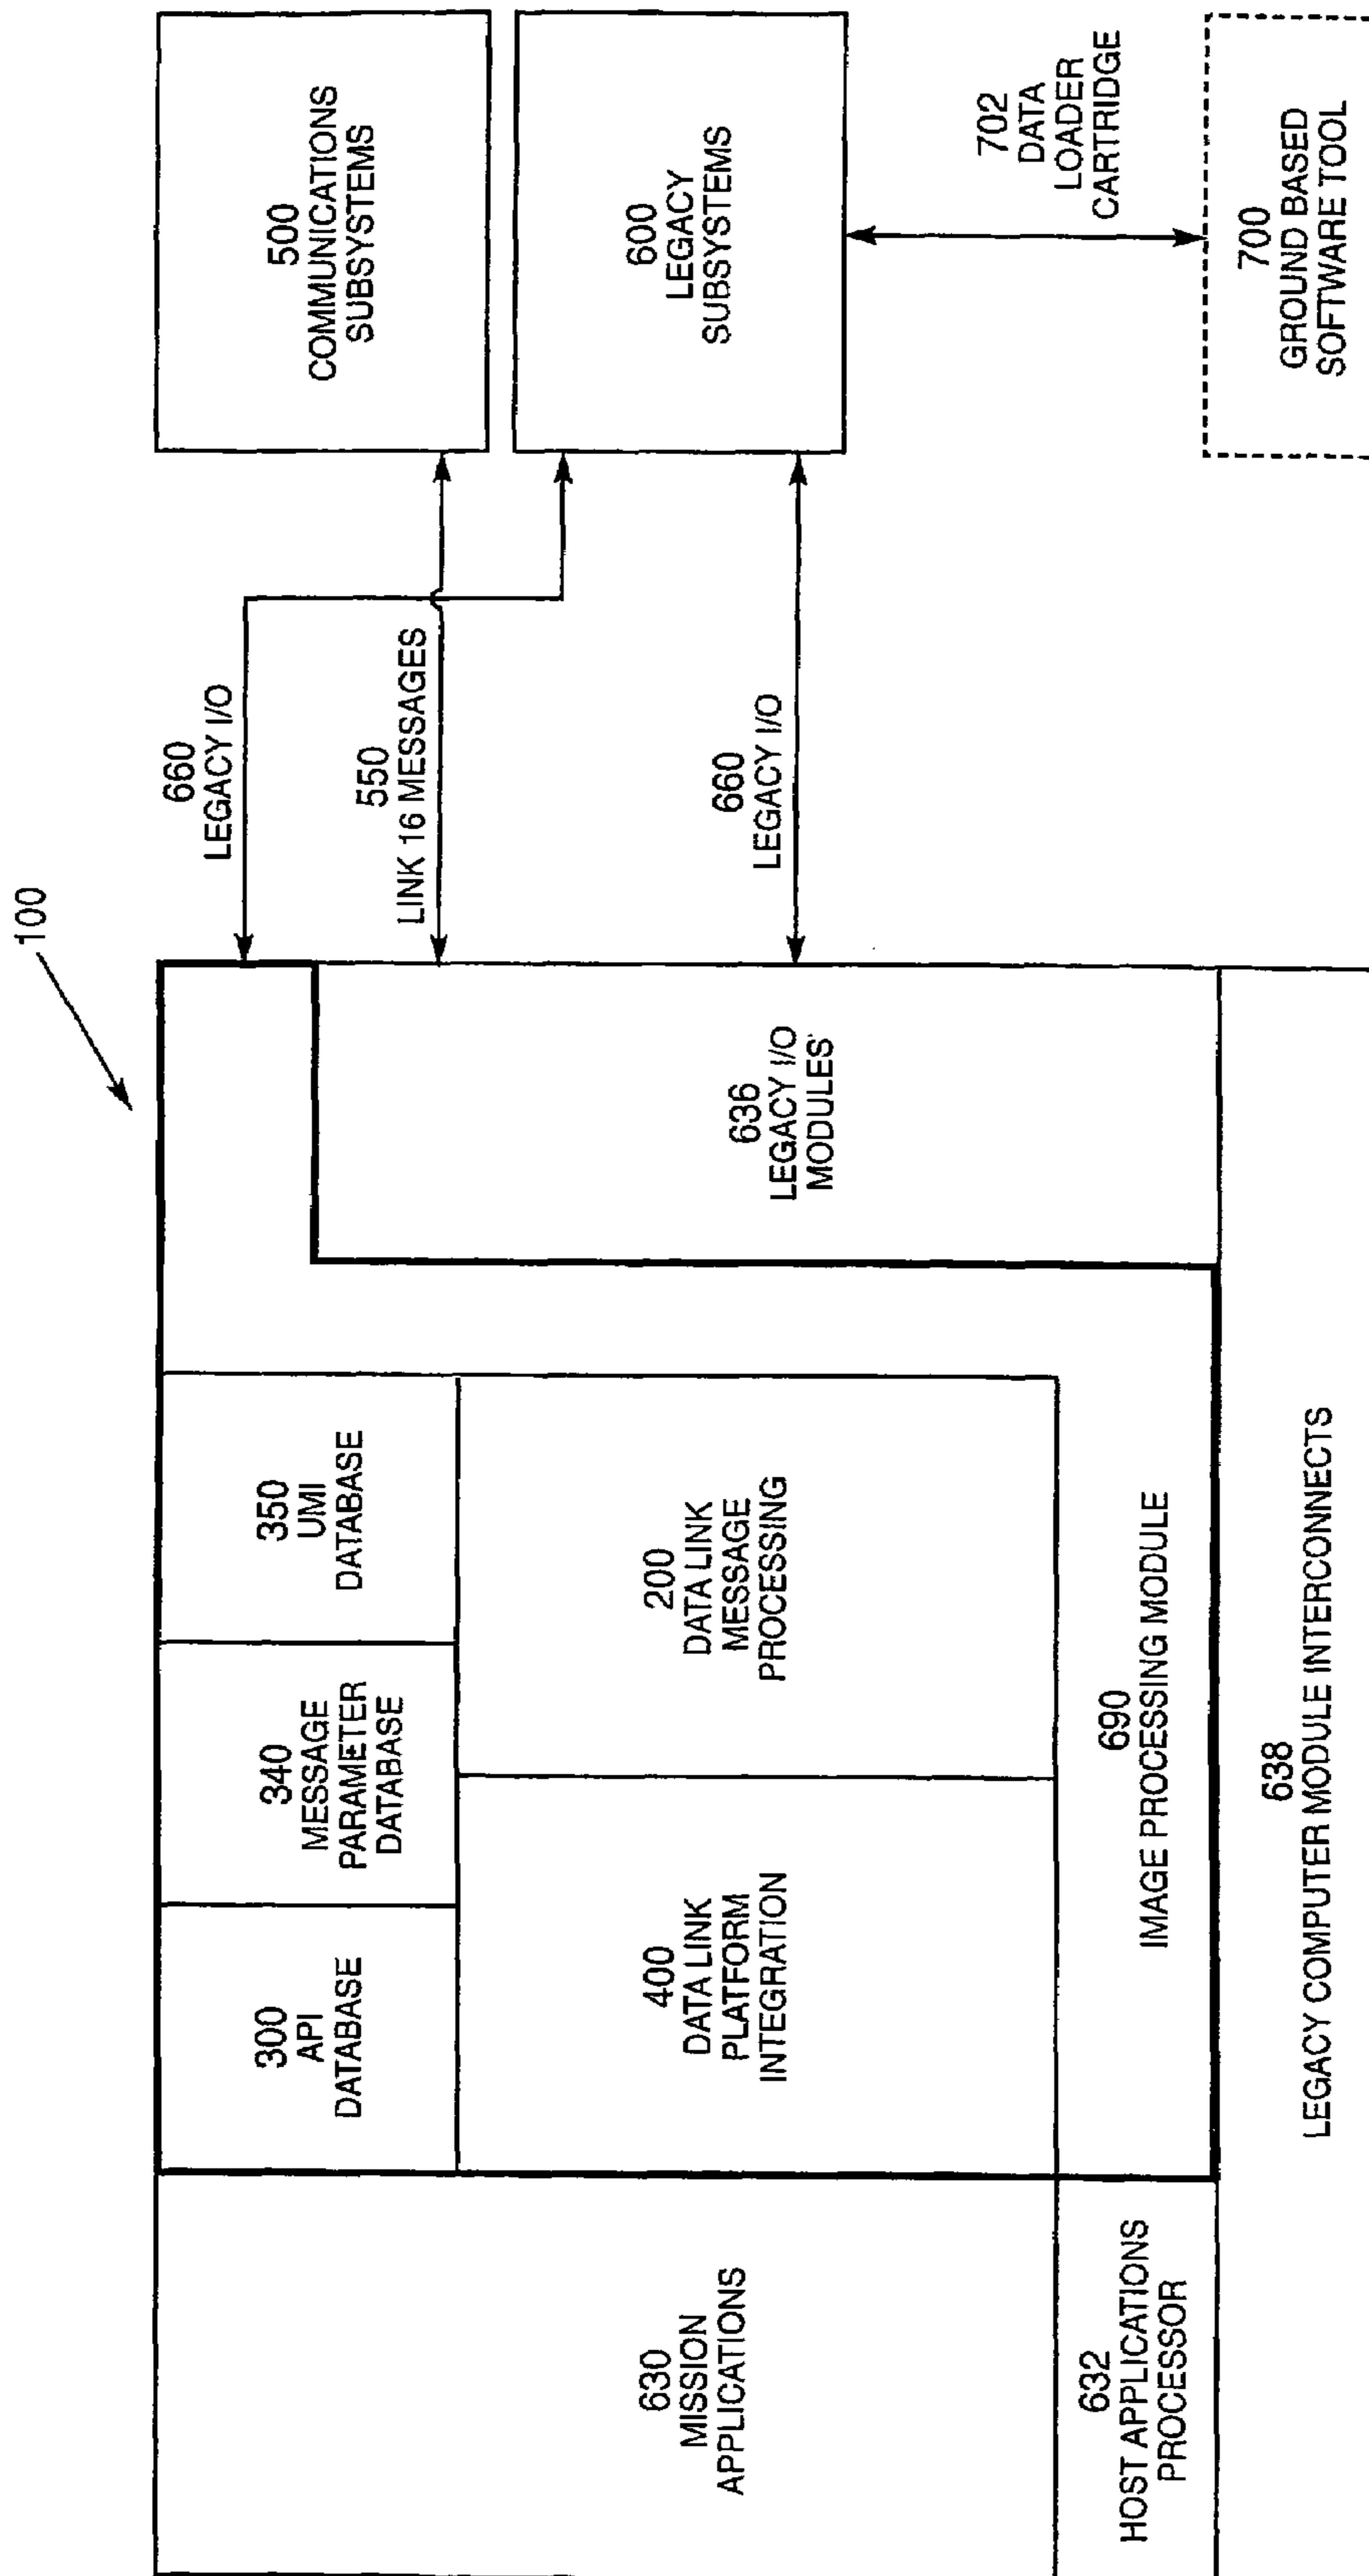 100
630
MISSION
APPLICATIONS
632
HOST APPLICATIONS
PROCESSOR
300
API
DATABASE
340
MESSAGE
PARAMETER
DATABASE
350
UMI
DATABASE
400
DATA LINK
PLATFORM
INTEGRATION
200
DATA LINK
MESSAGE
PROCESSING
690
IMAGE PROCESSING MODULE
638
LEGACY COMPUTER MODULE INTERCONNECTS
636
LEGACY I/O
MODULES
660
LEGACY I/O
550
LINK 16 MESSAGES
660
LEGACY I/O
500
COMMUNICATIONS
SUBSYSTEMS
600
LEGACY
SUBSYSTEMS
702
DATA
LOADER
CARTRIDGE
700
GROUND BASED
SOFTWARE TOOL